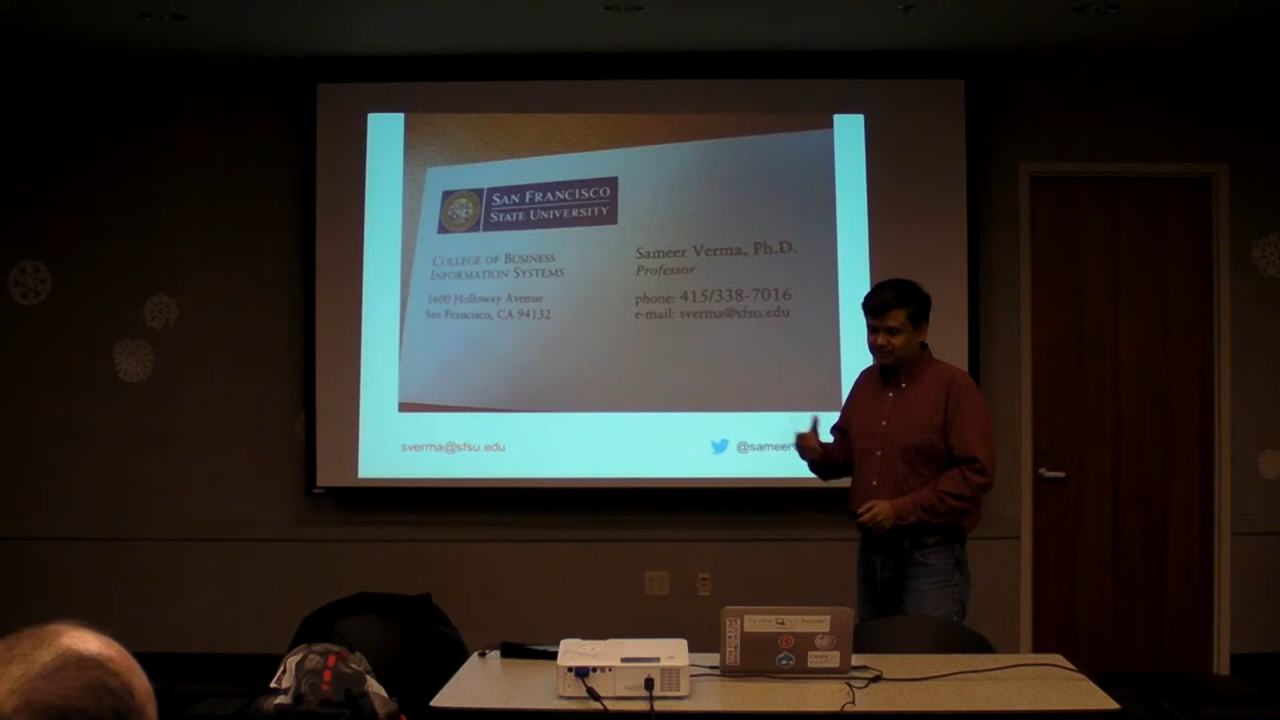 SAN FRANCISCO
STATE UNIVERSITY
COLLEGE OF BUSINESS
INFORMATION SYSTEMS
1600 Holloway Avenue
San Francisco, CA 94132
Sameer Verma, Ph.D.
Professor
phone: 415/338-7016
e-mail: sverma@sfsu.edu
sverma@sfsu.edu
@sameer